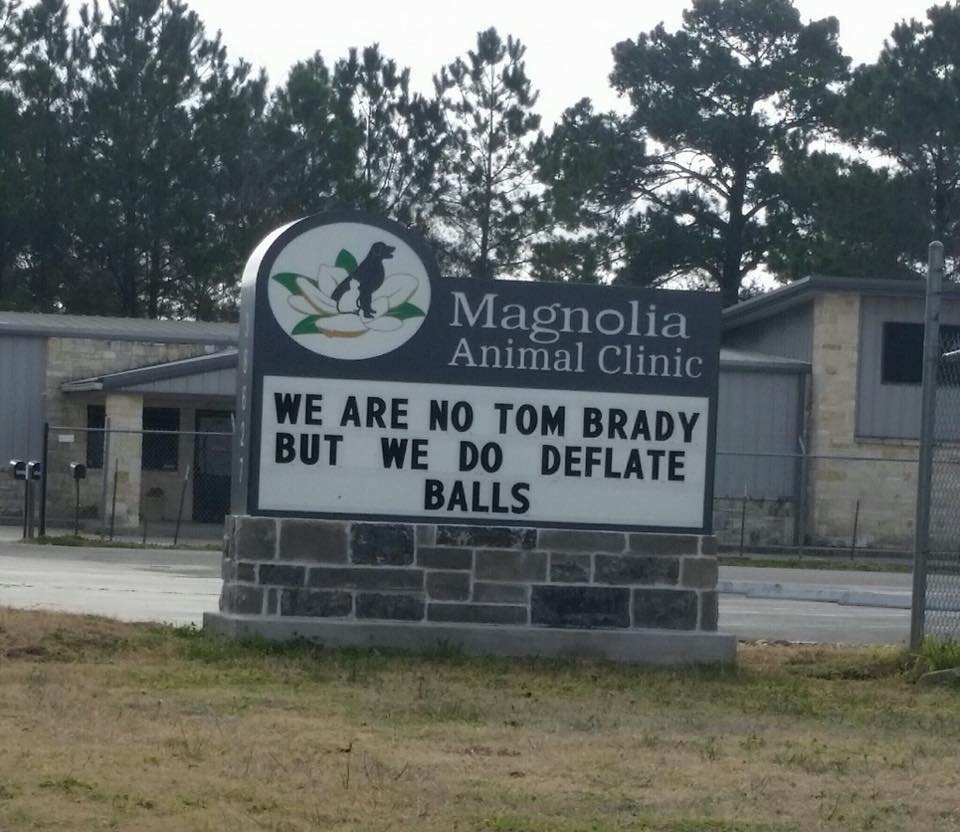 Magnolia
Animal Clinic
WE ARE NO TOM BRADY
BUT WE DO DEFLATE
BALLS